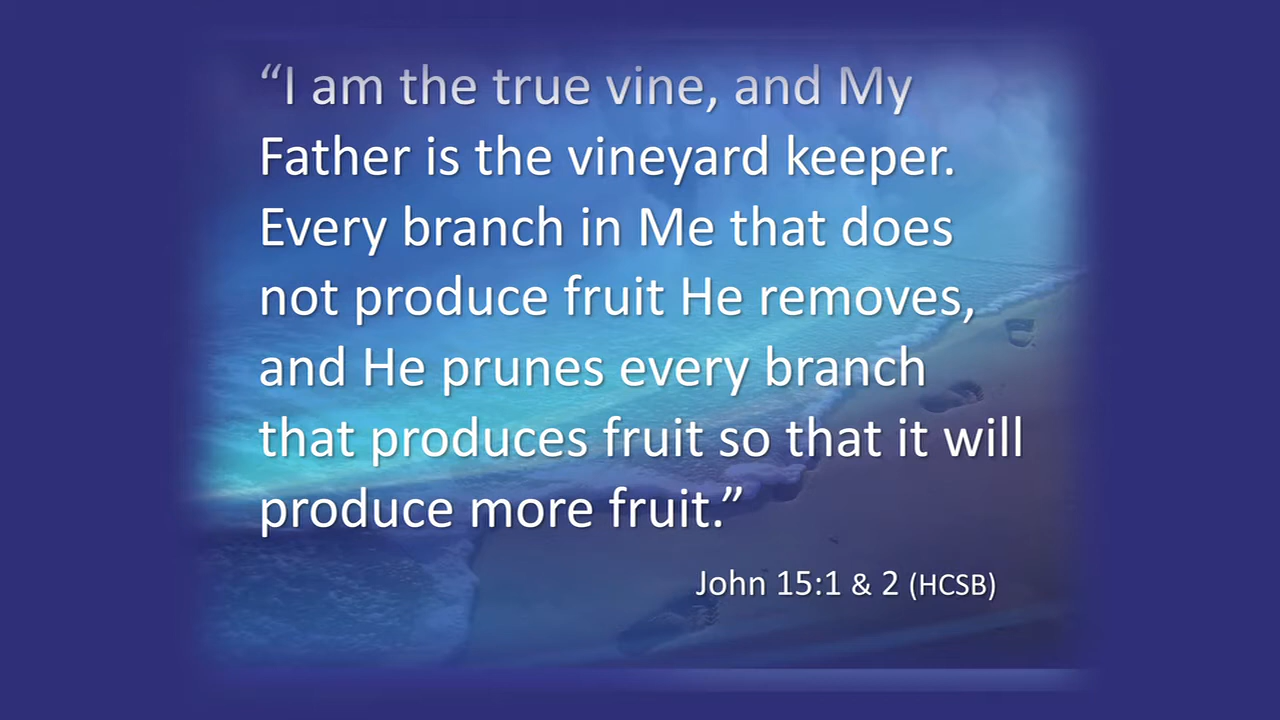 “I am the true vine, and My
Father is the vineyard keeper.
Every branch in Me that does
not produce fruit He removes,
and He prunes every branch
that produces fruit so that it will
produce more fruit.”
John 15:1 & 2 (HCSB)